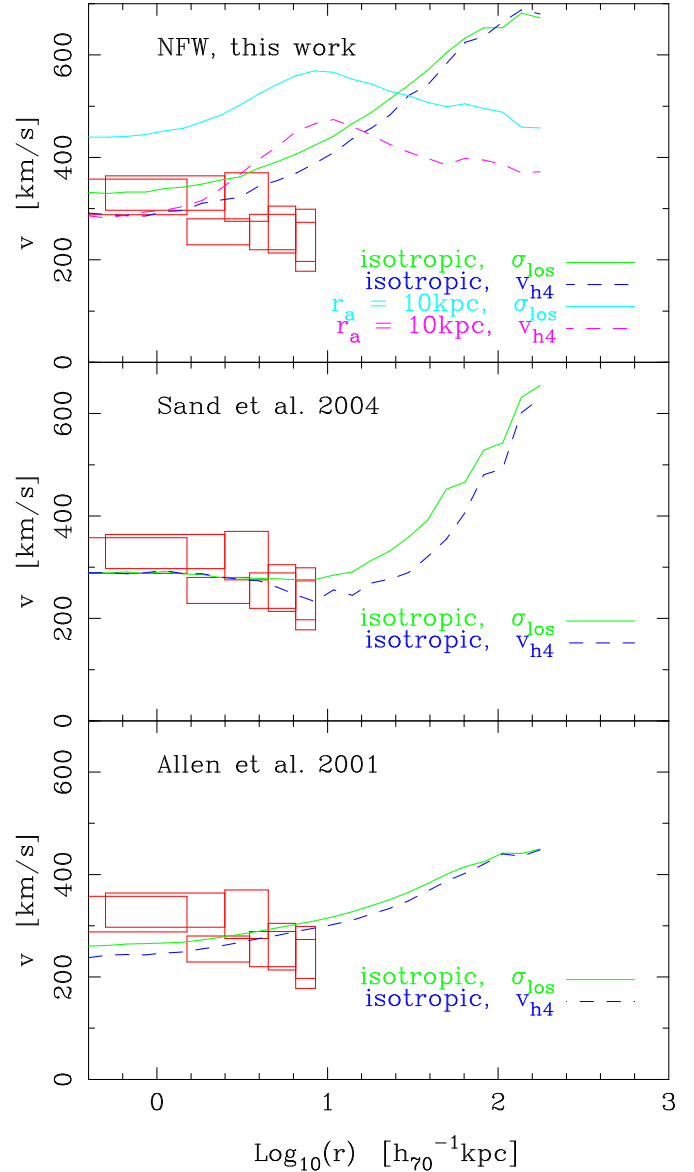 NFW, this work
600
400
200
0
v [km/s]
isotropic, σlos
isotropic, vh4
ra = 10kpc, σlos
ra = 10kpc, vh4
Sand et al. 2004
600
400
200
0
v [km/s]
isotropic, σlos
isotropic, vh4
Allen et al. 2001
600
400
200
0
v [km/s]
isotropic, σlos
isotropic, vh4
0 1 2 3
Log10(r) [h70-1kpc]